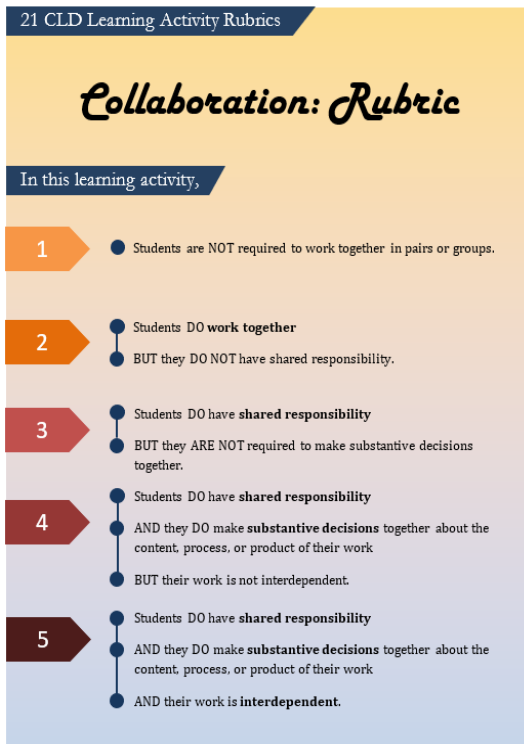 21 CLD Learning Activity Rubrics
Collaboration: Rubric
In this learning activity,
1
Students are NOT required to work together in pairs or groups.
2
Students DO work together
BUT they DO NOT have shared responsibility.
3
Students DO have shared responsibility
BUT they ARE NOT required to make substantive decisions
together.
4
Students DO have shared responsibility
AND they DO make substantive decisions together about the
content, process, or product of their work
BUT their work is not interdependent.
5
Students DO have shared responsibility
AND they DO make substantive decisions together about the
content, process, or product of their work
AND their work is interdependent.